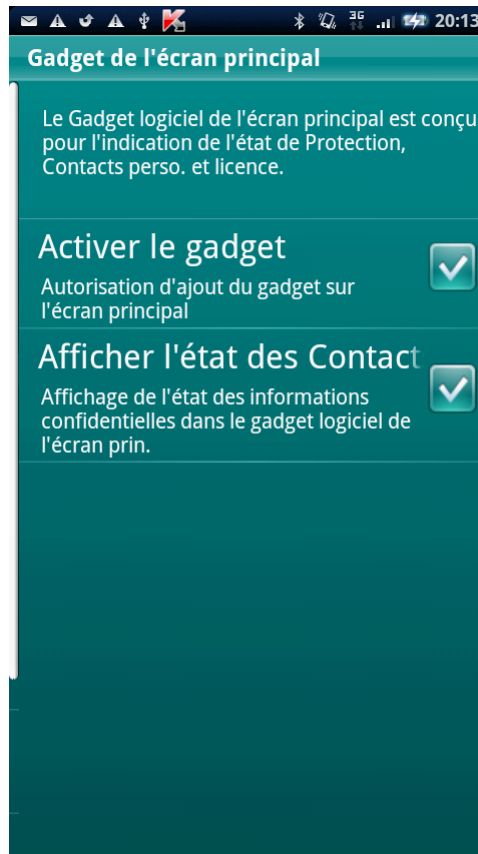 3G 20:13
Gadget de l'écran principal
Le Gadget logiciel de l'écran principal est conçu
pour l'indication de l'état de Protection,
Contacts perso. et licence.
Activer le gadget
Autorisation d'ajout du gadget sur
l'écran principal
Afficher l'état des Contact
Affichage de l'état des informations
confidentielles dans le gadget logiciel de
l'écran prin.